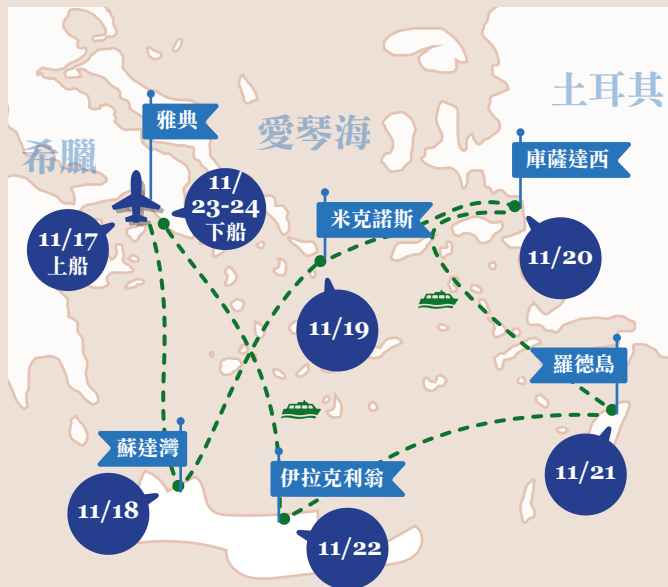 土耳其
雅典
愛琴海
希臘
庫薩達西
11/
23-24
下船
米克諾斯
11/17
上船
11/20
11/19
羅德島
蘇達灣
伊拉克利翁
11/21
11/18
11/22